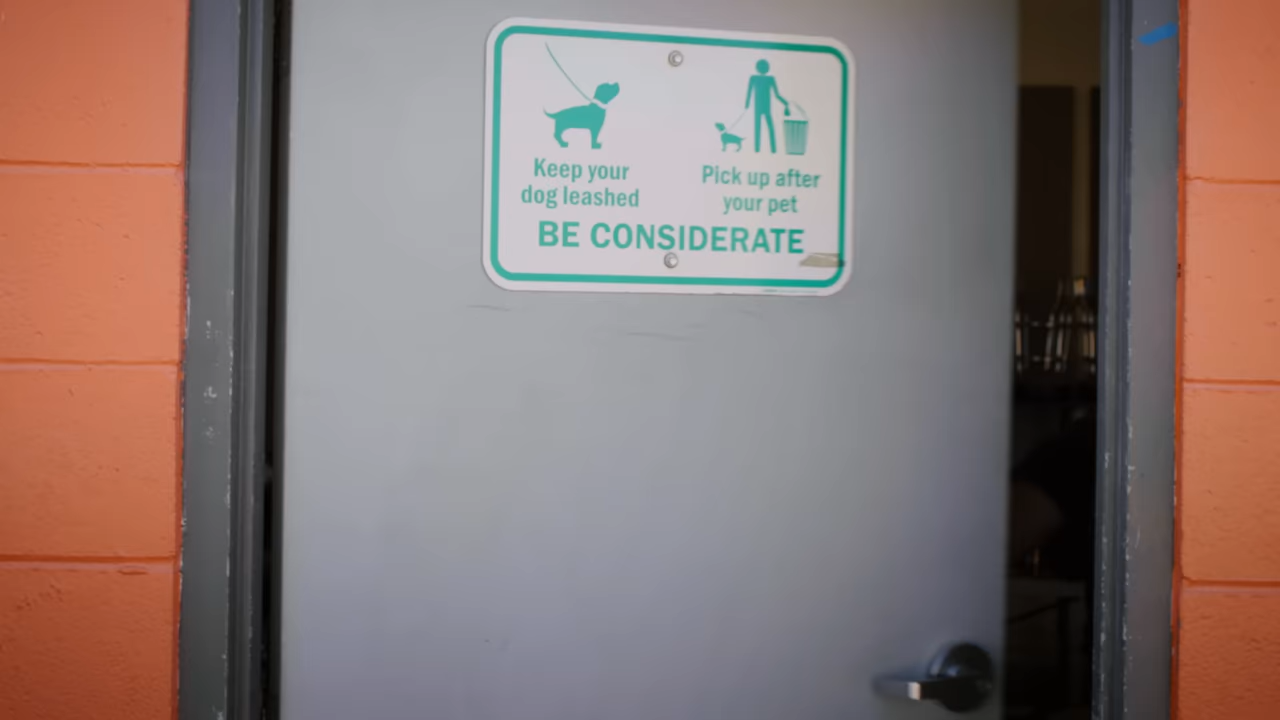 Keep your
dog leashed
Pick up after
your pet
BE CONSIDERATE